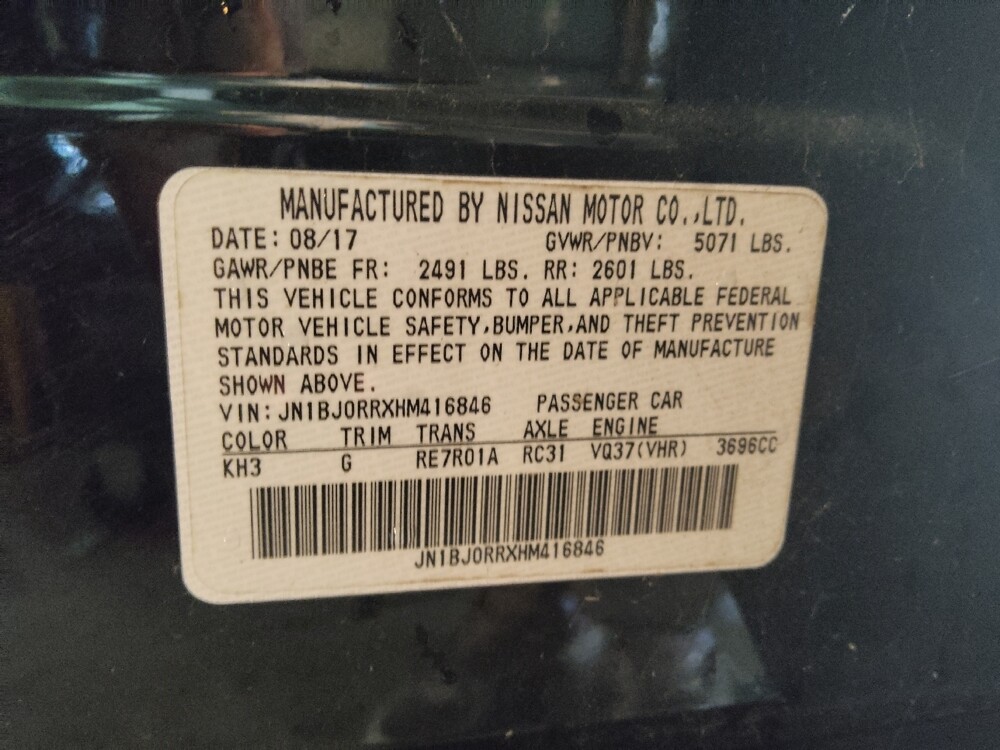 MANUFACTURED BY NISSAN MOTOR CO.,LTD.
DATE: 08/17 GVWR/PNBV: 5071 LBS.
GAWR/PNBE FR: 2491 LBS. RR: 2601 LBS.
THIS VEHICLE CONFORMS TO ALL APPLICABLE FEDERAL
MOTOR VEHICLE SAFETY,BUMPER,AND THEFT PREVENTION
STANDARDS IN EFFECT ON THE DATE OF MANUFACTURE
SHOWN ABOVE.
VIN: JN1BJ0RRXHM416846 PASSENGER CAR
COLOR TRIM TRANS AXLE ENGINE
KH3 G RE7R01A RC31 VQ37(VHR) 3696CC
JN1BJ0RRXHM416846